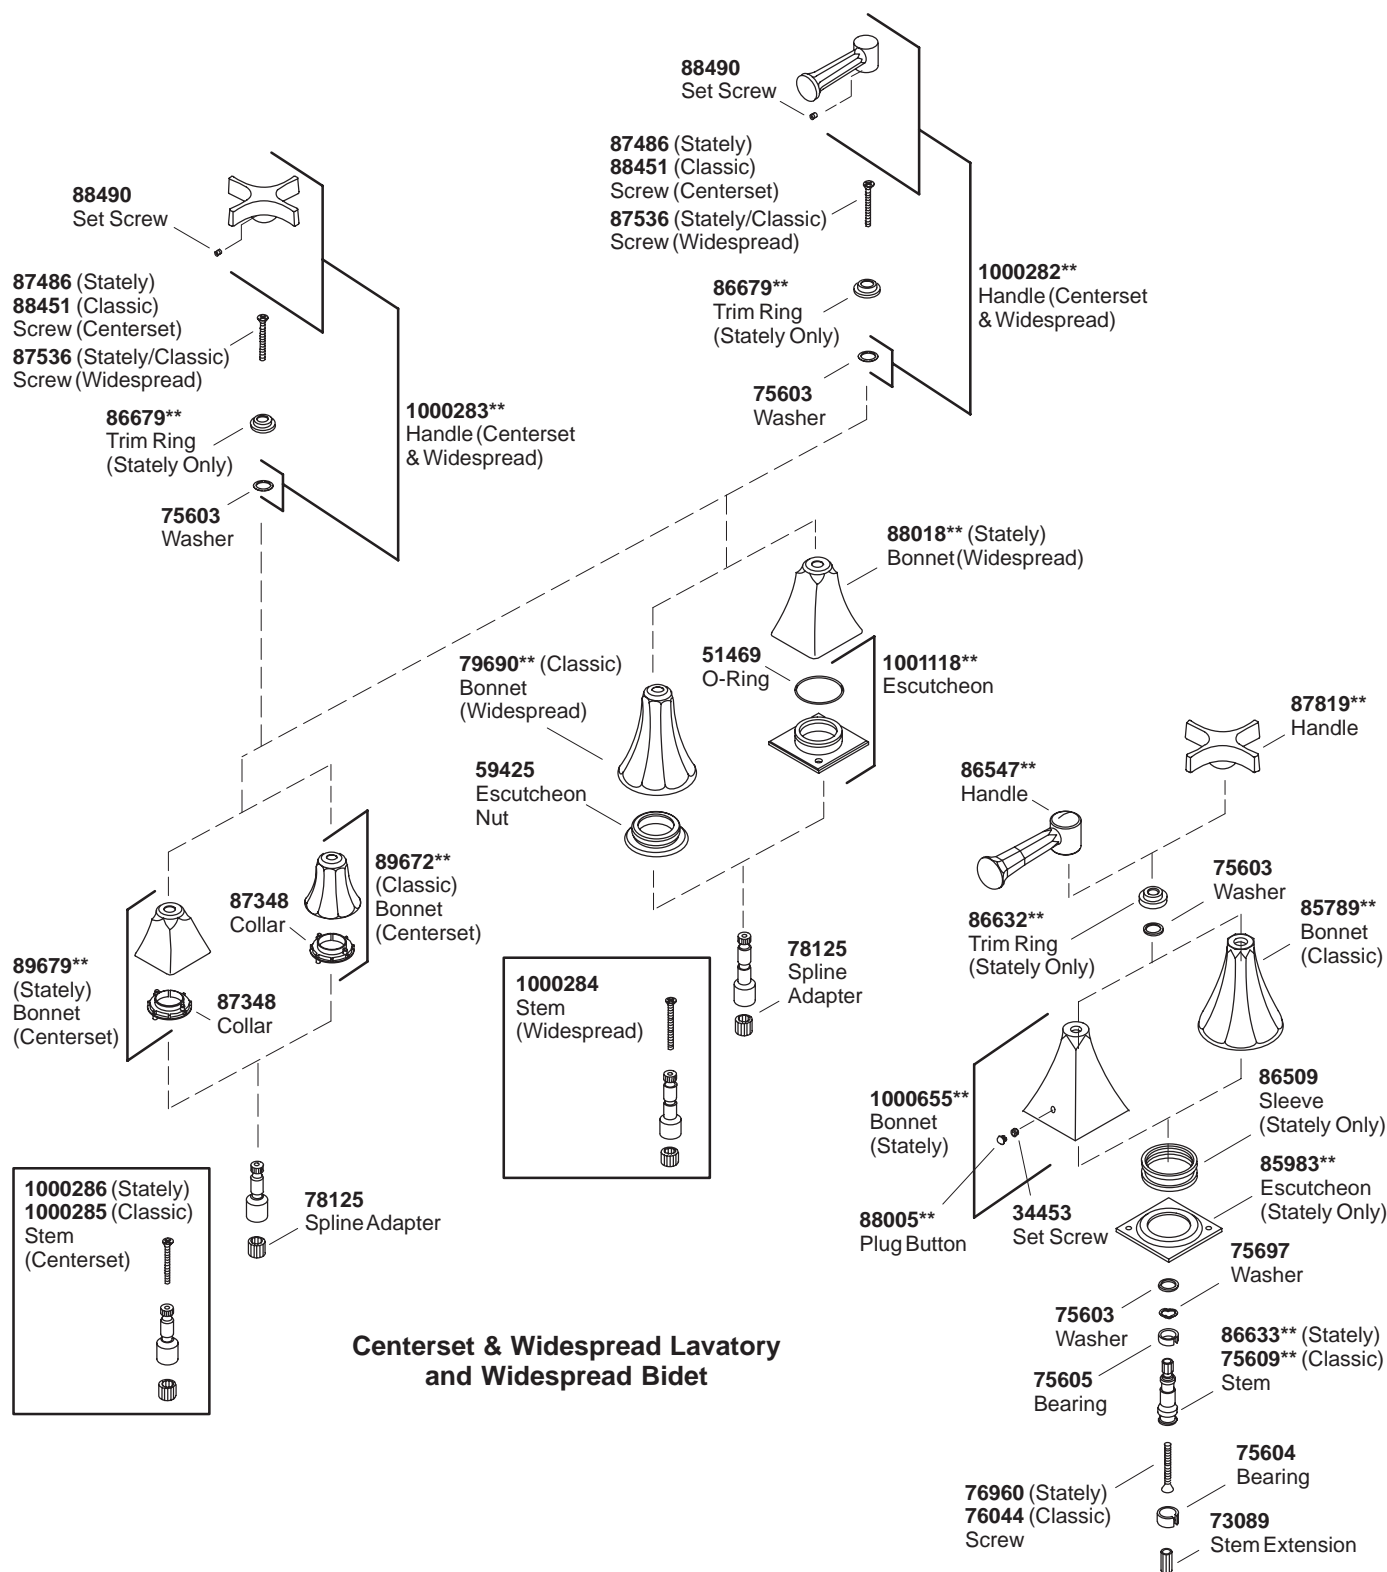 88490
Set Screw
87486 (Stately)
88451 (Classic)
Screw (Centerset)
87536 (Stately/Classic)
Screw (Widespread)
86679**
Trim Ring
(Stately Only)
75603
Washer
1000282**
Handle (Centerset
& Widespread)
88490
Set Screw
87486 (Stately)
88451 (Classic)
Screw (Centerset)
87536 (Stately/Classic)
Screw (Widespread)
86679**
Trim Ring
(Stately Only)
75603
Washer
1000283**
Handle (Centerset
& Widespread)
88018** (Stately)
Bonnet (Widespread)
79690** (Classic)
Bonnet
(Widespread)
51469
O-Ring
1001118**
Escutcheon
59425
Escutcheon
Nut
87819**
Handle
86547**
Handle
75603
Washer
86632**
Trim Ring
(Stately Only)
85789**
Bonnet
(Classic)
89672**
(Classic)
Bonnet
(Centerset)
87348
Collar
89679**
(Stately)
Bonnet
(Centerset)
87348
Collar
78125
Spline
Adapter
1000284
Stem
(Widespread)
1000655**
Bonnet
(Stately)
86509
Sleeve
(Stately Only)
85983**
Escutcheon
(Stately Only)
88005**
Plug Button
34453
Set Screw
1000286 (Stately)
1000285 (Classic)
Stem
(Centerset)
78125
Spline Adapter
75697
Washer
75603
Washer
86633** (Stately)
75609** (Classic)
Stem
75605
Bearing
75604
Bearing
76960 (Stately)
76044 (Classic)
Screw
73089
Stem Extension
Centerset & Widespread Lavatory
and Widespread Bidet